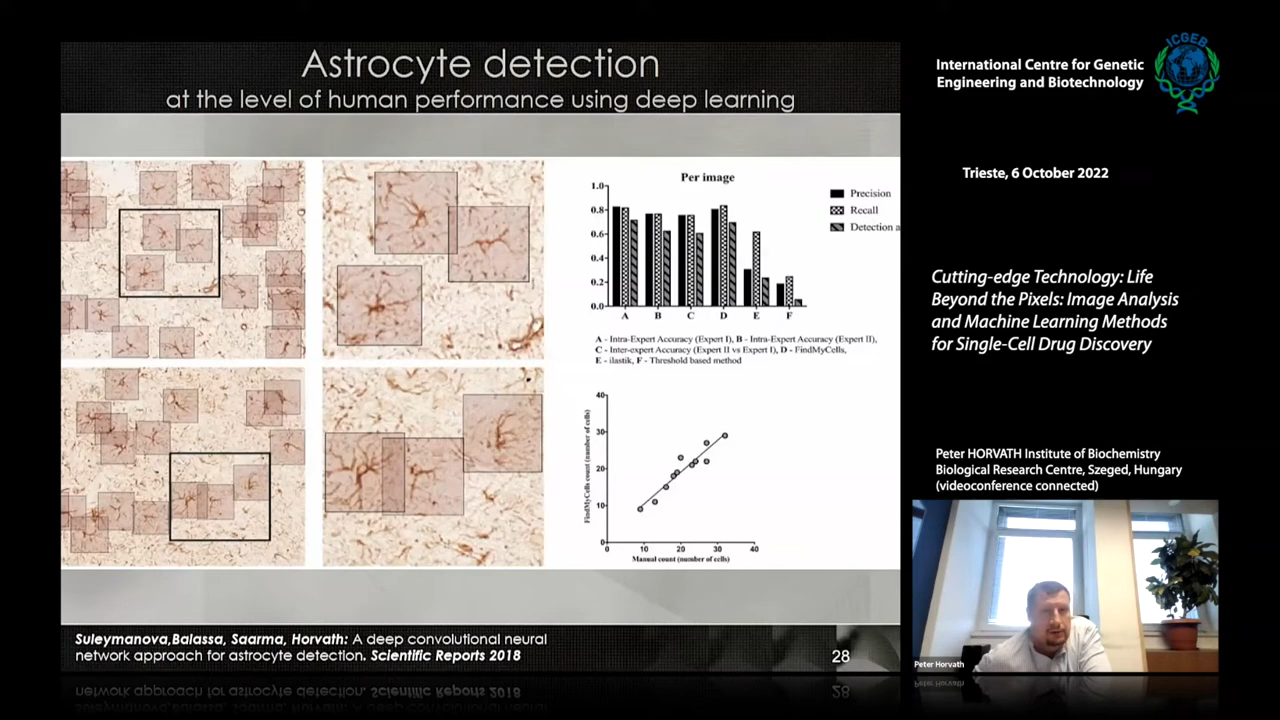 Astrocyte detection
at the level of human performance using deep learning
Per image
1.0
0.8
0.6
0.4
0.2
0.0
A B C D E F
Precision
Recall
Detection a
A - Intra-Expert Accuracy (Expert I), B - Intra-Expert Accuracy (Expert II),
C - Inter-expert Accuracy (Expert II vs Expert I), D - FindMyCells,
E - ilastik, F - Threshold based method
FindMyCells count (number of cells)
40
30
20
10
0
0 10 20 30 40
Manual count (number of cells)
Suleymanova,Balassa, Saarma, Horvath: A deep convolutional neural
network approach for astrocyte detection. Scientific Reports 2018
28
International Centre for Genetic
Engineering and Biotechnology
ICGEB
Trieste, 6 October 2022
Cutting-edge Technology: Life
Beyond the Pixels: Image Analysis
and Machine Learning Methods
for Single-Cell Drug Discovery
Peter HORVATH Institute of Biochemistry
Biological Research Centre, Szeged, Hungary
(videoconference connected)
Peter Horvath